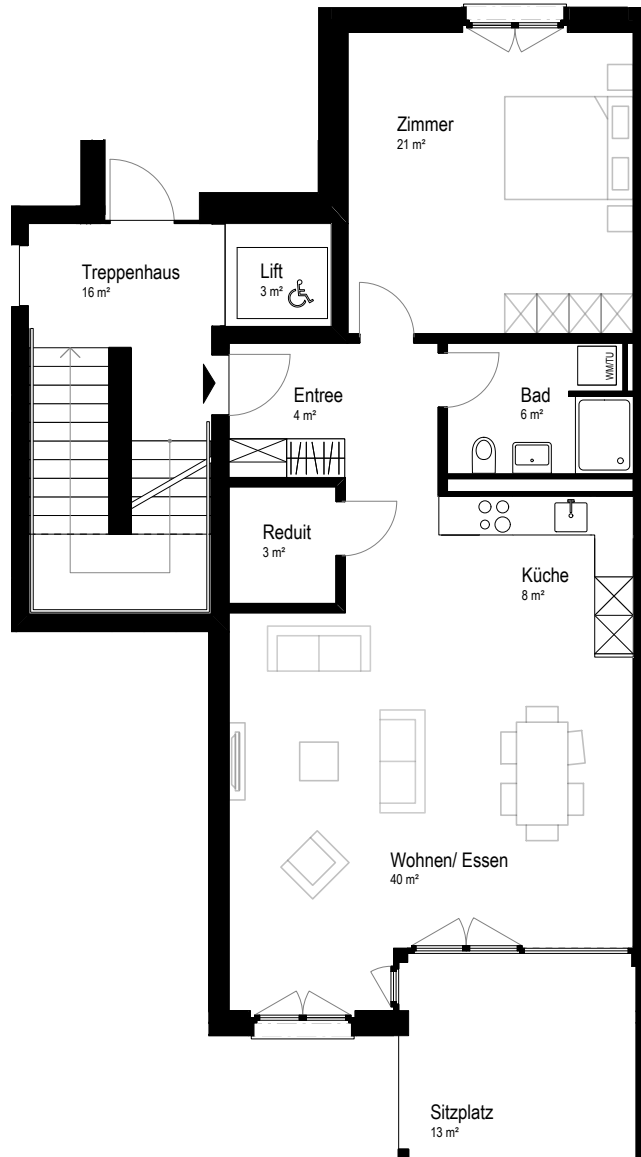 Zimmer
21 m²
Treppenhaus
16 m²
Lift
3 m²
Entree
4 m²
Bad
6 m²
WM/TU
Reduit
3 m²
Küche
8 m²
Wohnen/ Essen
40 m²
Sitzplatz
13 m²